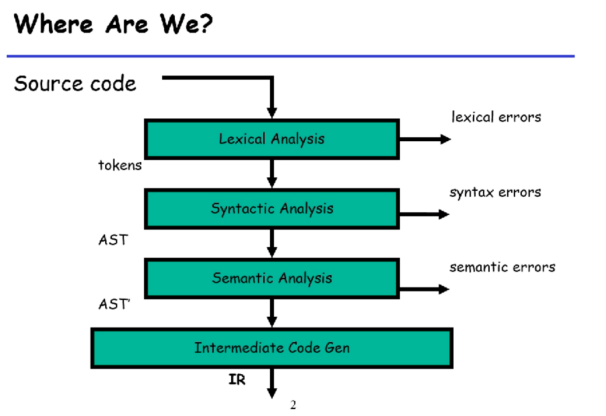 Where Are We?
Source code
lexical errors
Lexical Analysis
tokens
syntax errors
Syntactic Analysis
AST
semantic errors
Semantic Analysis
AST'
Intermediate Code Gen
IR
2